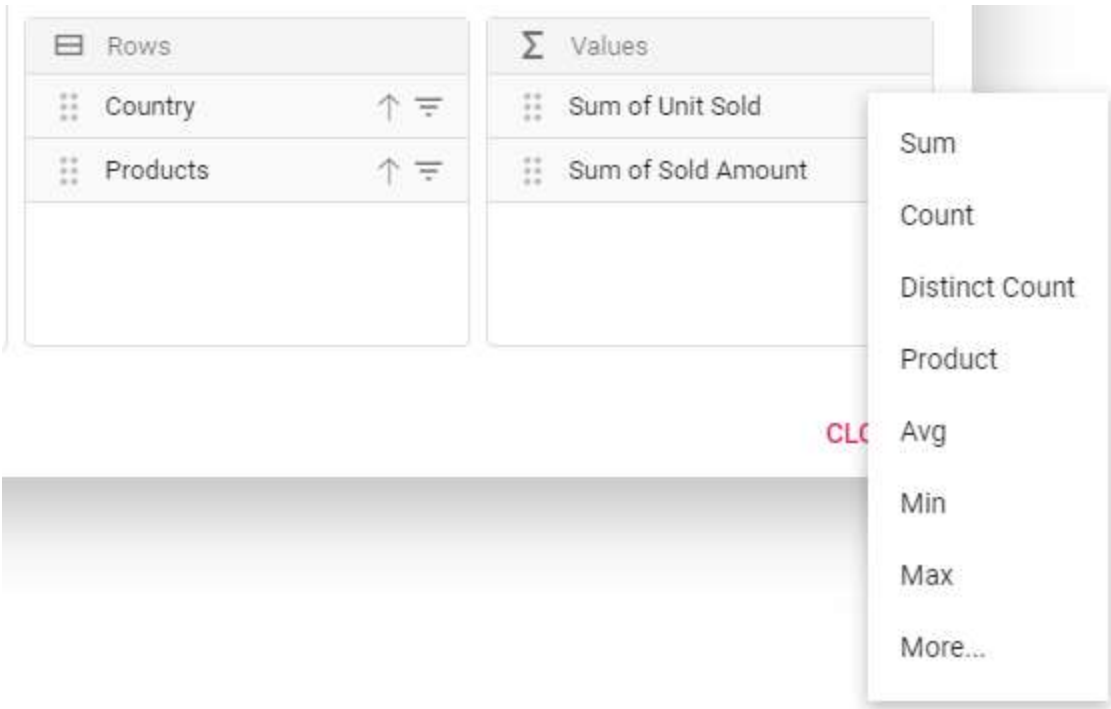 Rows
Country
Products
Σ Values
Sum of Unit Sold
Sum of Sold Amount
CLO
Sum
Count
Distinct Count
Product
Avg
Min
Max
More...